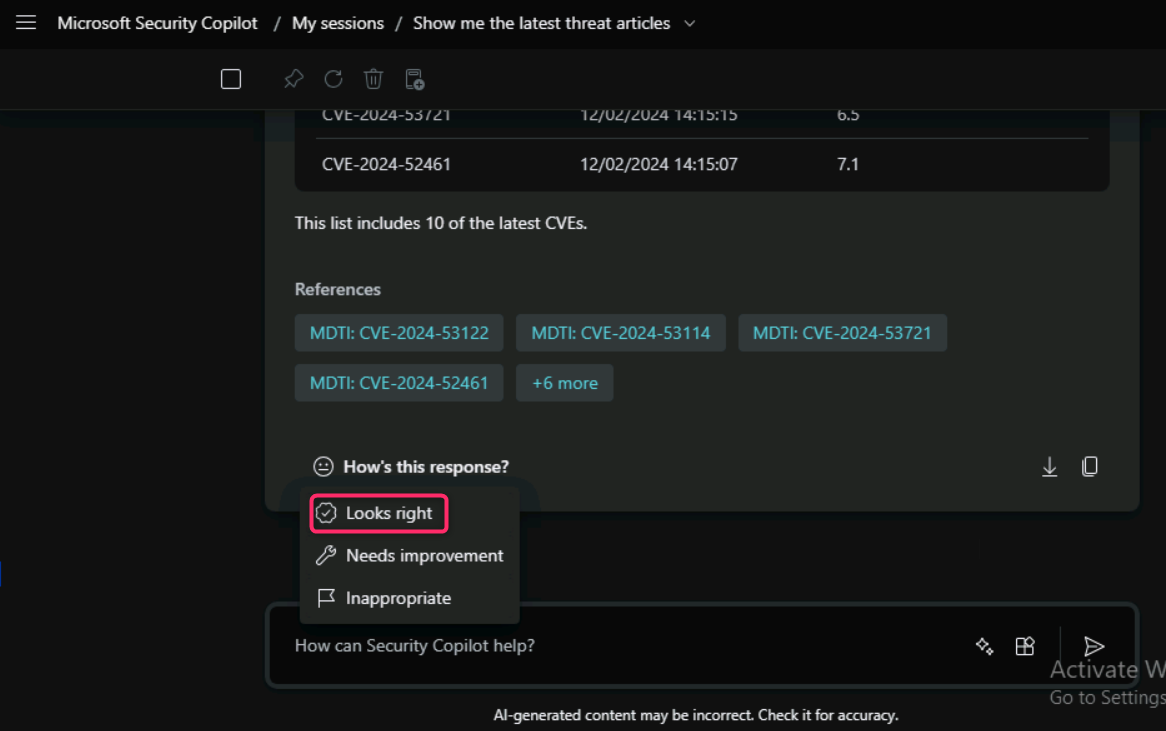 Microsoft Security Copilot / My sessions / Show me the latest threat articles
CVE-2024-53721 12/02/2024 14:15:15 6.5
CVE-2024-52461 12/02/2024 14:15:07 7.1
This list includes 10 of the latest CVEs.
References
MDTI: CVE-2024-53122 MDTI: CVE-2024-53114 MDTI: CVE-2024-53721
MDTI: CVE-2024-52461 +6 more
How's this response?
Looks right
Needs improvement
Inappropriate
How can Security Copilot help?
Activate W
Go to Settings
AI-generated content may be incorrect. Check it for accuracy.